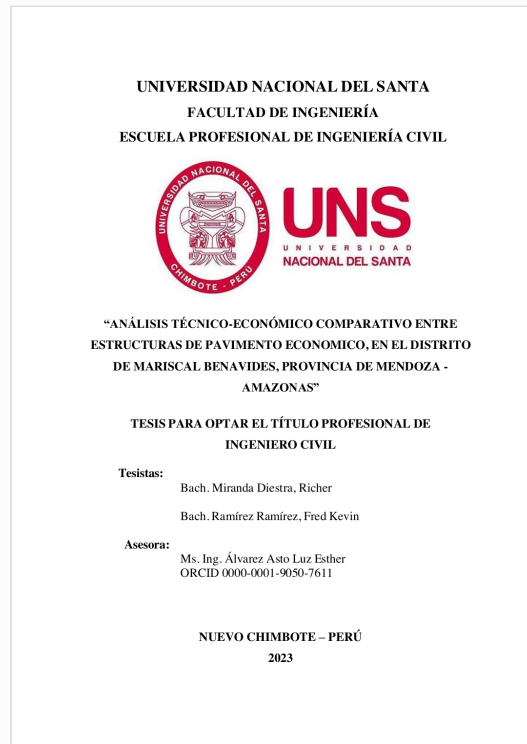 UNIVERSIDAD NACIONAL DEL SANTA
FACULTAD DE INGENIERÍA
ESCUELA PROFESIONAL DE INGENIERÍA CIVIL
UNIVERSIDAD NACIONAL DEL SANTA
CHIMBOTE - PERÚ
UNS
UNIVERSIDAD
NACIONAL DEL SANTA
“ANÁLISIS TÉCNICO-ECONÓMICO COMPARATIVO ENTRE
ESTRUCTURAS DE PAVIMENTO ECONOMICO, EN EL DISTRITO
DE MARISCAL BENAVIDES, PROVINCIA DE MENDOZA -
AMAZONAS”
TESIS PARA OPTAR EL TÍTULO PROFESIONAL DE
INGENIERO CIVIL
Tesistas:
Bach. Miranda Diestra, Richer
Bach. Ramírez Ramírez, Fred Kevin
Asesora:
Ms. Ing. Álvarez Asto Luz Esther
ORCID 0000-0001-9050-7611
NUEVO CHIMBOTE – PERÚ
2023